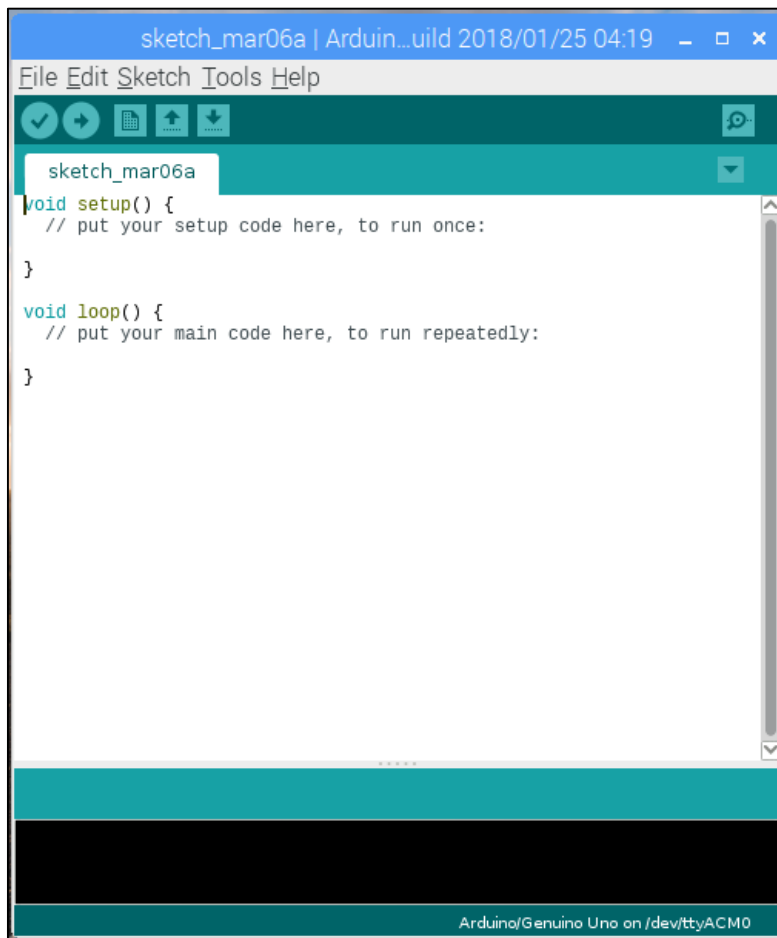 sketch_mar06a | Arduin...uild 2018/01/25 04:19
File Edit Sketch Tools Help
sketch_mar06a
void setup() {
  // put your setup code here, to run once:
}
void loop() {
  // put your main code here, to run repeatedly:
}
Arduino/Genuino Uno on /dev/ttyACM0